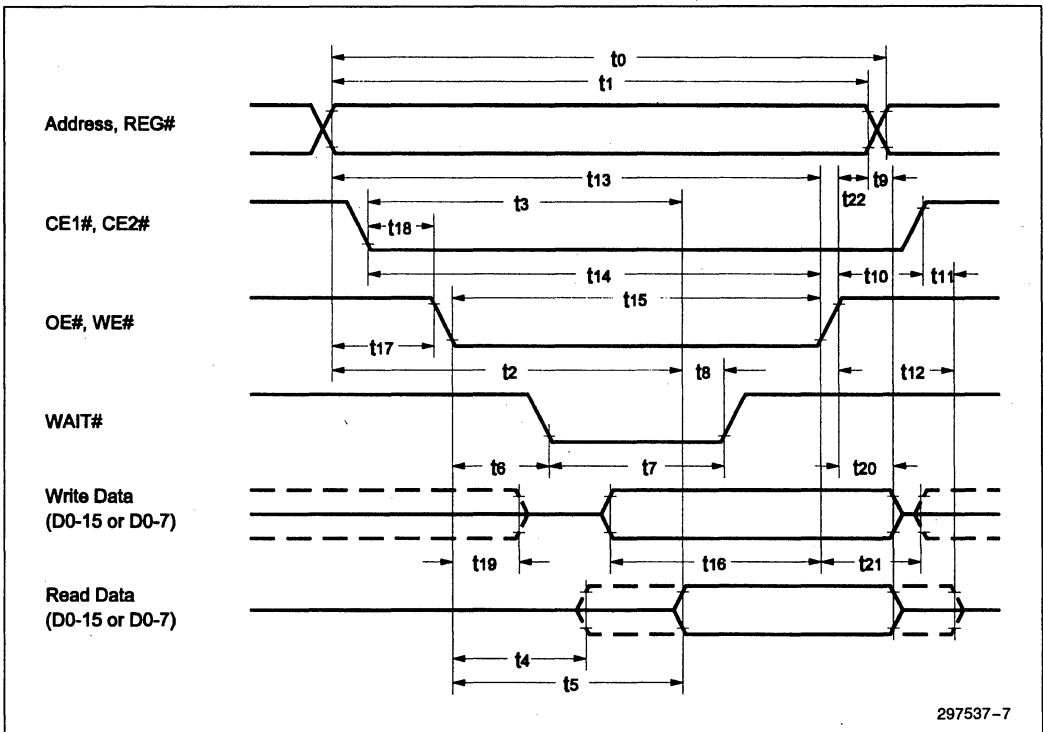 t0
t1
Address, REG#
t13
t22
t9
t3
CE1#, CE2#
t18
t14
t10
t11
t15
OE#, WE#
t17
t2
t8
t12
WAIT#
t6
t7
t20
Write Data
(D0-15 or D0-7)
t19
t16
t21
Read Data
(D0-15 or D0-7)
t4
t5
297537-7